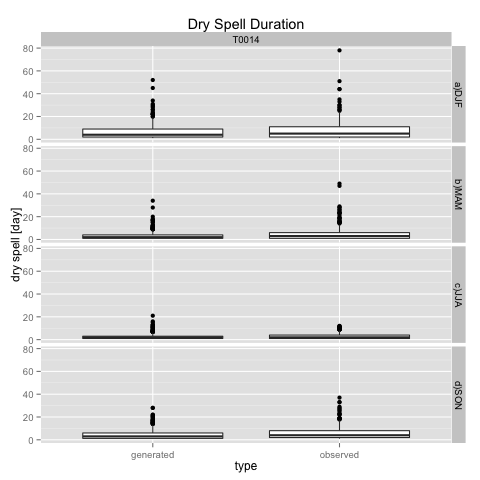 Dry Spell Duration
T0014
80
60
40
20
0
a)DJF
80
60
40
20
0
b)MAM
80
60
40
20
0
c)JJA
80
60
40
20
0
d)SON
dry spell [day]
generated observed
type